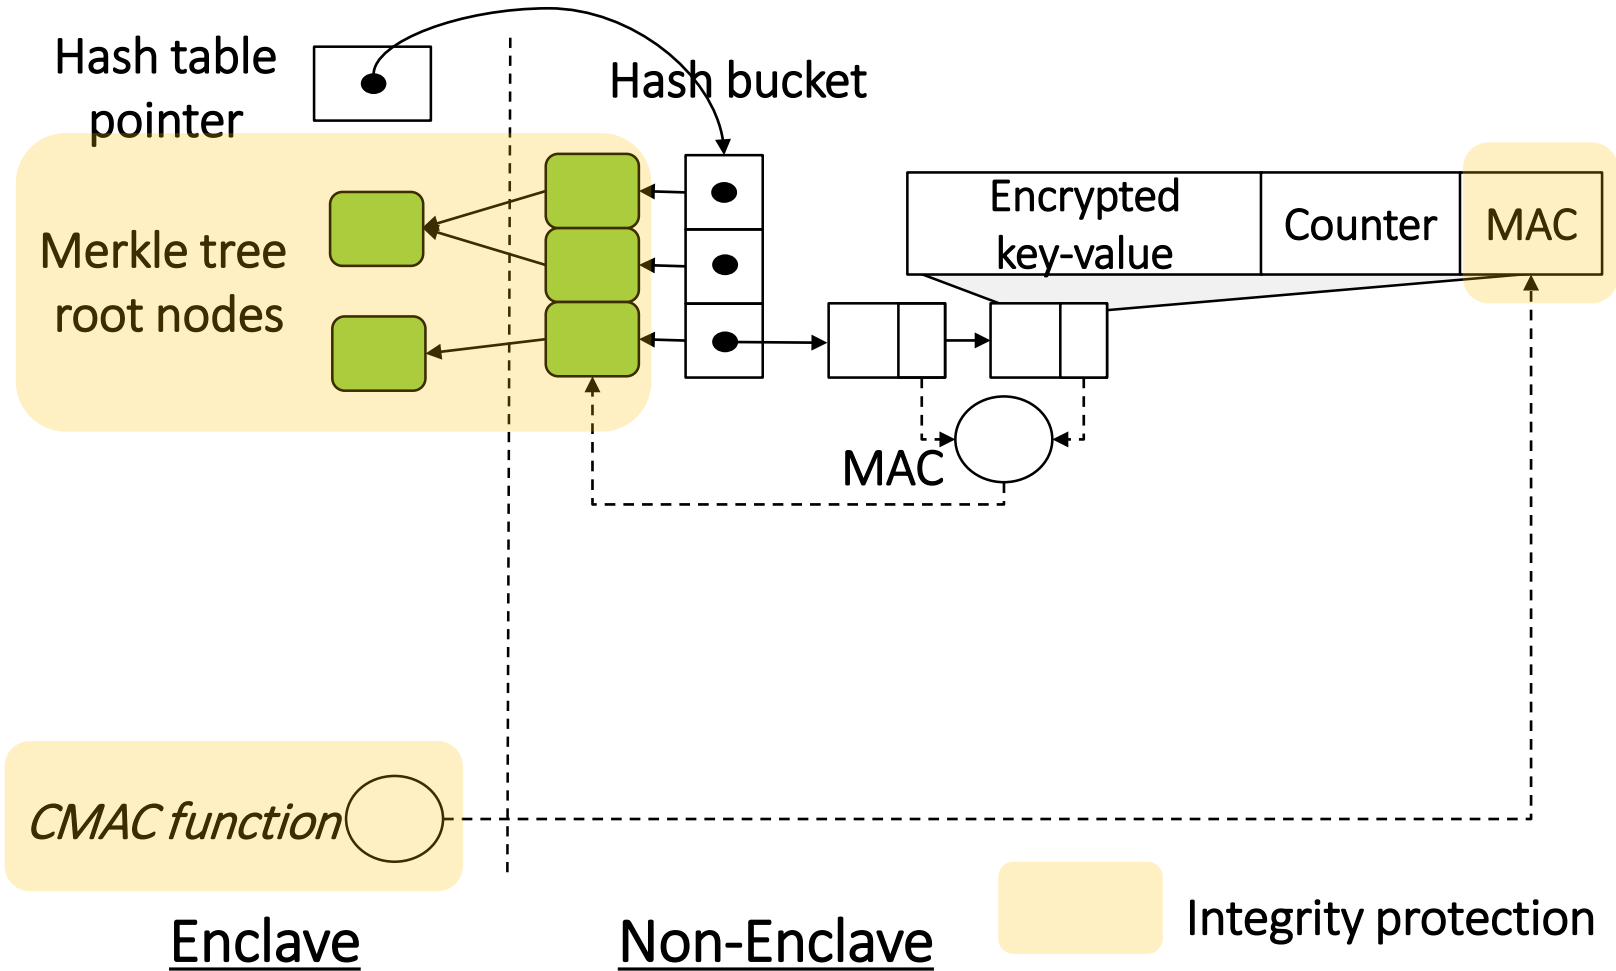 Hash table
pointer
Hash bucket
Merkle tree
root nodes
Encrypted
key-value
Counter
MAC
MAC
CMAC function
Enclave
Non-Enclave
Integrity protection